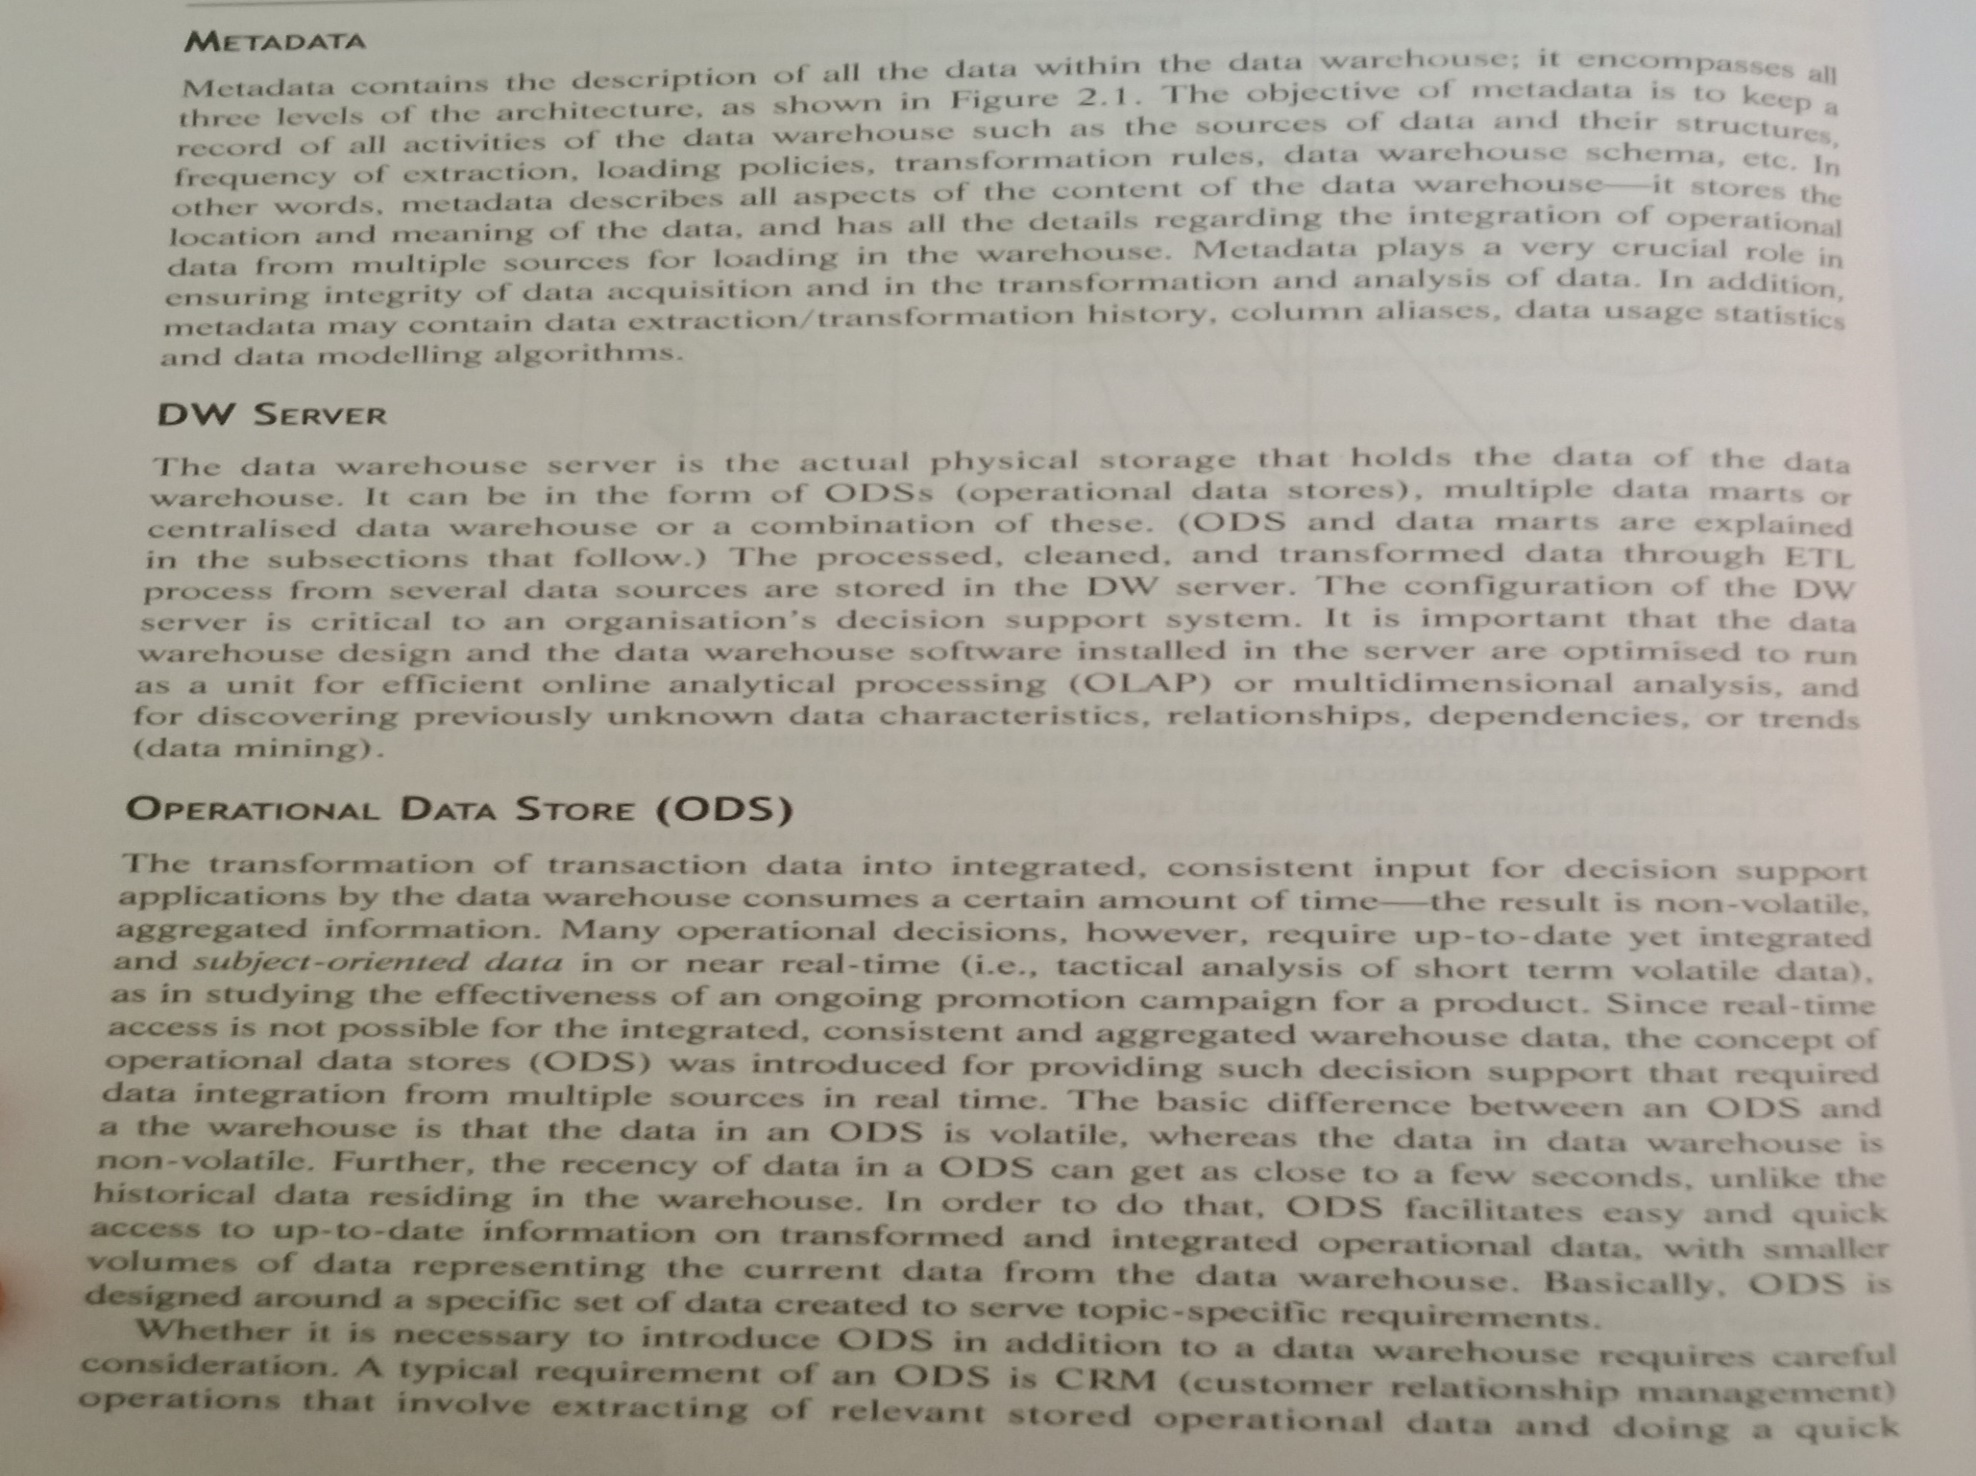 METADATA
Metadata contains the description of all the data within the data warehouse; it encompasses all
three levels of the architecture, as shown in Figure 2.1. The objective of metadata is to keep a
record of all activities of the data warehouse such as the sources of data and their structures,
frequency of extraction, loading policies, transformation rules, data warehouse schema, etc. In
other words, metadata describes all aspects of the content of the data warehouse—it stores the
location and meaning of the data, and has all the details regarding the integration of operational
data from multiple sources for loading in the warehouse. Metadata plays a very crucial role in
ensuring integrity of data acquisition and in the transformation and analysis of data. In addition,
metadata may contain data extraction/transformation history, column aliases, data usage statistics
and data modelling algorithms.
DW SERVER
The data warehouse server is the actual physical storage that holds the data of the data
warehouse. It can be in the form of ODSs (operational data stores), multiple data marts or
centralised data warehouse or a combination of these. (ODS and data marts are explained
in the subsections that follow.) The processed, cleaned, and transformed data through ETL
process from several data sources are stored in the DW server. The configuration of the DW
server is critical to an organisation's decision support system. It is important that the data
warehouse design and the data warehouse software installed in the server are optimised to run
as a unit for efficient online analytical processing (OLAP) or multidimensional analysis, and
for discovering previously unknown data characteristics, relationships, dependencies, or trends
(data mining).
OPERATIONAL DATA STORE (ODS)
The transformation of transaction data into integrated, consistent input for decision support
applications by the data warehouse consumes a certain amount of time—the result is non-volatile,
aggregated information. Many operational decisions, however, require up-to-date yet integrated
and subject-oriented data in or near real-time (i.e., tactical analysis of short term volatile data),
as in studying the effectiveness of an ongoing promotion campaign for a product. Since real-time
access is not possible for the integrated, consistent and aggregated warehouse data, the concept of
operational data stores (ODS) was introduced for providing such decision support that required
data integration from multiple sources in real time. The basic difference between an ODS and
a the warehouse is that the data in an ODS is volatile, whereas the data in data warehouse is
non-volatile. Further, the recency of data in a ODS can get as close to a few seconds, unlike the
historical data residing in the warehouse. In order to do that, ODS facilitates easy and quick
access to up-to-date information on transformed and integrated operational data, with smaller
volumes of data representing the current data from the data warehouse. Basically, ODS is
designed around a specific set of data created to serve topic-specific requirements.
Whether it is necessary to introduce ODS in addition to a data warehouse requires careful
consideration. A typical requirement of an ODS is CRM (customer relationship management)
operations that involve extracting of relevant stored operational data and doing a quick